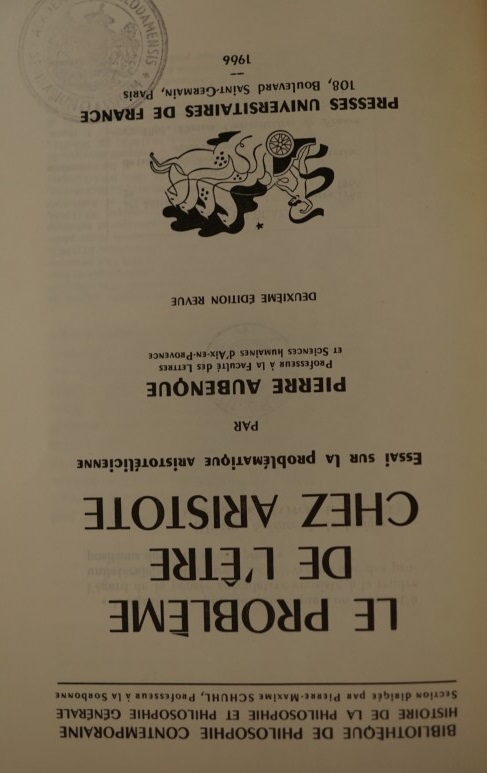 BIBLIOTHÈQUE DE PHILOSOPHIE CONTEMPORAINE
HISTOIRE DE LA PHILOSOPHIE ET PHILOSOPHIE GÉNÉRALE
Section dirigée par Pierre-Maxime SCHUHL, Professeur à la Sorbonne
LE PROBLÈME
DE L'ÊTRE
CHEZ ARISTOTE
Essai sur la problématique aristotélicienne
PAR
PIERRE AUBENQUE
Professeur à la Faculté des Lettres
et Sciences humaines d'Aix-en-Provence
DEUXIÈME ÉDITION REVUE
PRESSES UNIVERSITAIRES DE FRANCE
108, Boulevard Saint-Germain, Paris
—
1966